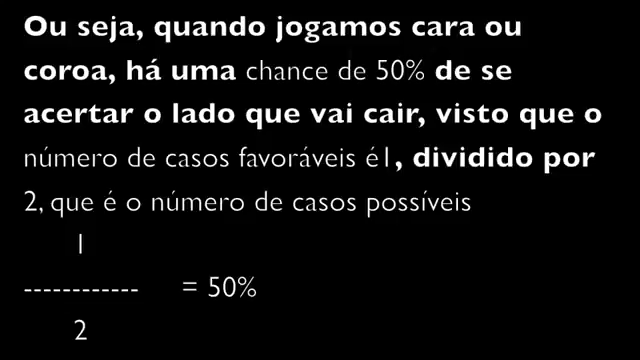 Ou seja, quando jogamos cara ou
coroa, há uma chance de 50% de se
acertar o lado que vai cair, visto que o
número de casos favoráveis é1, dividido por
2, que é o número de casos possíveis
1
------------ = 50%
2